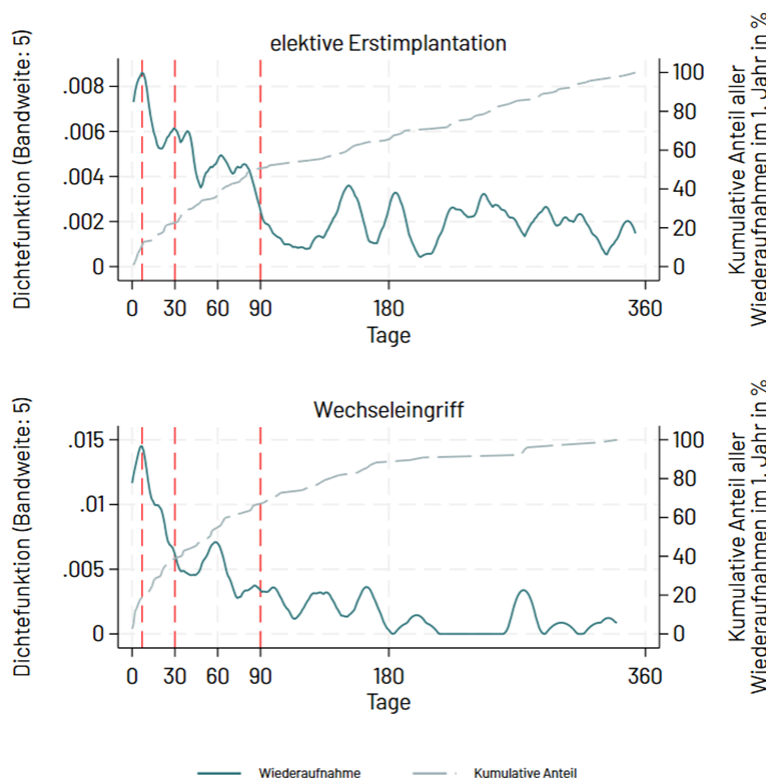 elektive Erstimplantation
Dichtefunktion (Bandweite: 5)
.008
.006
.004
.002
0
100
80
60
40
20
0
Kumulative Anteil aller
Wiederaufnahmen im 1. Jahr in %
0 30 60 90 180 360
Tage
Wechseleingriff
Dichtefunktion (Bandweite: 5)
.015
.01
.005
0
100
80
60
40
20
0
Kumulative Anteil aller
Wiederaufnahmen im 1. Jahr in %
0 30 60 90 180 360
Tage
Wiederaufnahme Kumulative Anteil